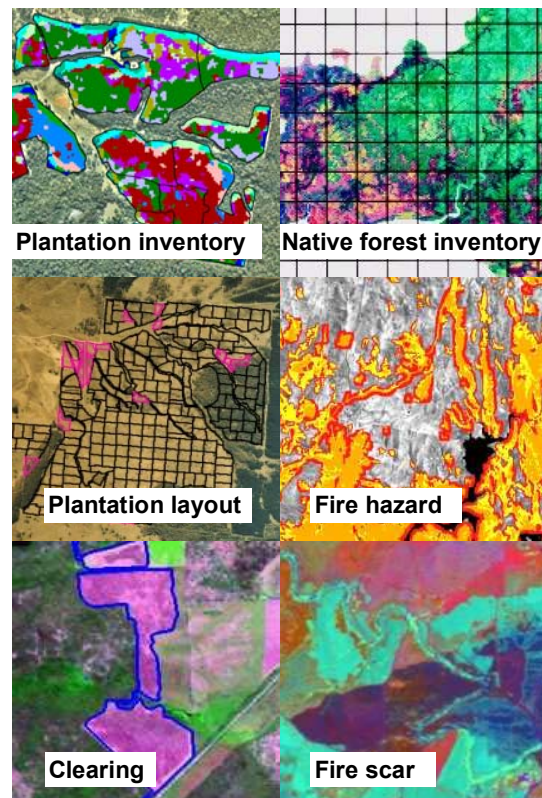 Plantation inventory
Native forest inventory
Plantation layout
Fire hazard
Clearing
Fire scar